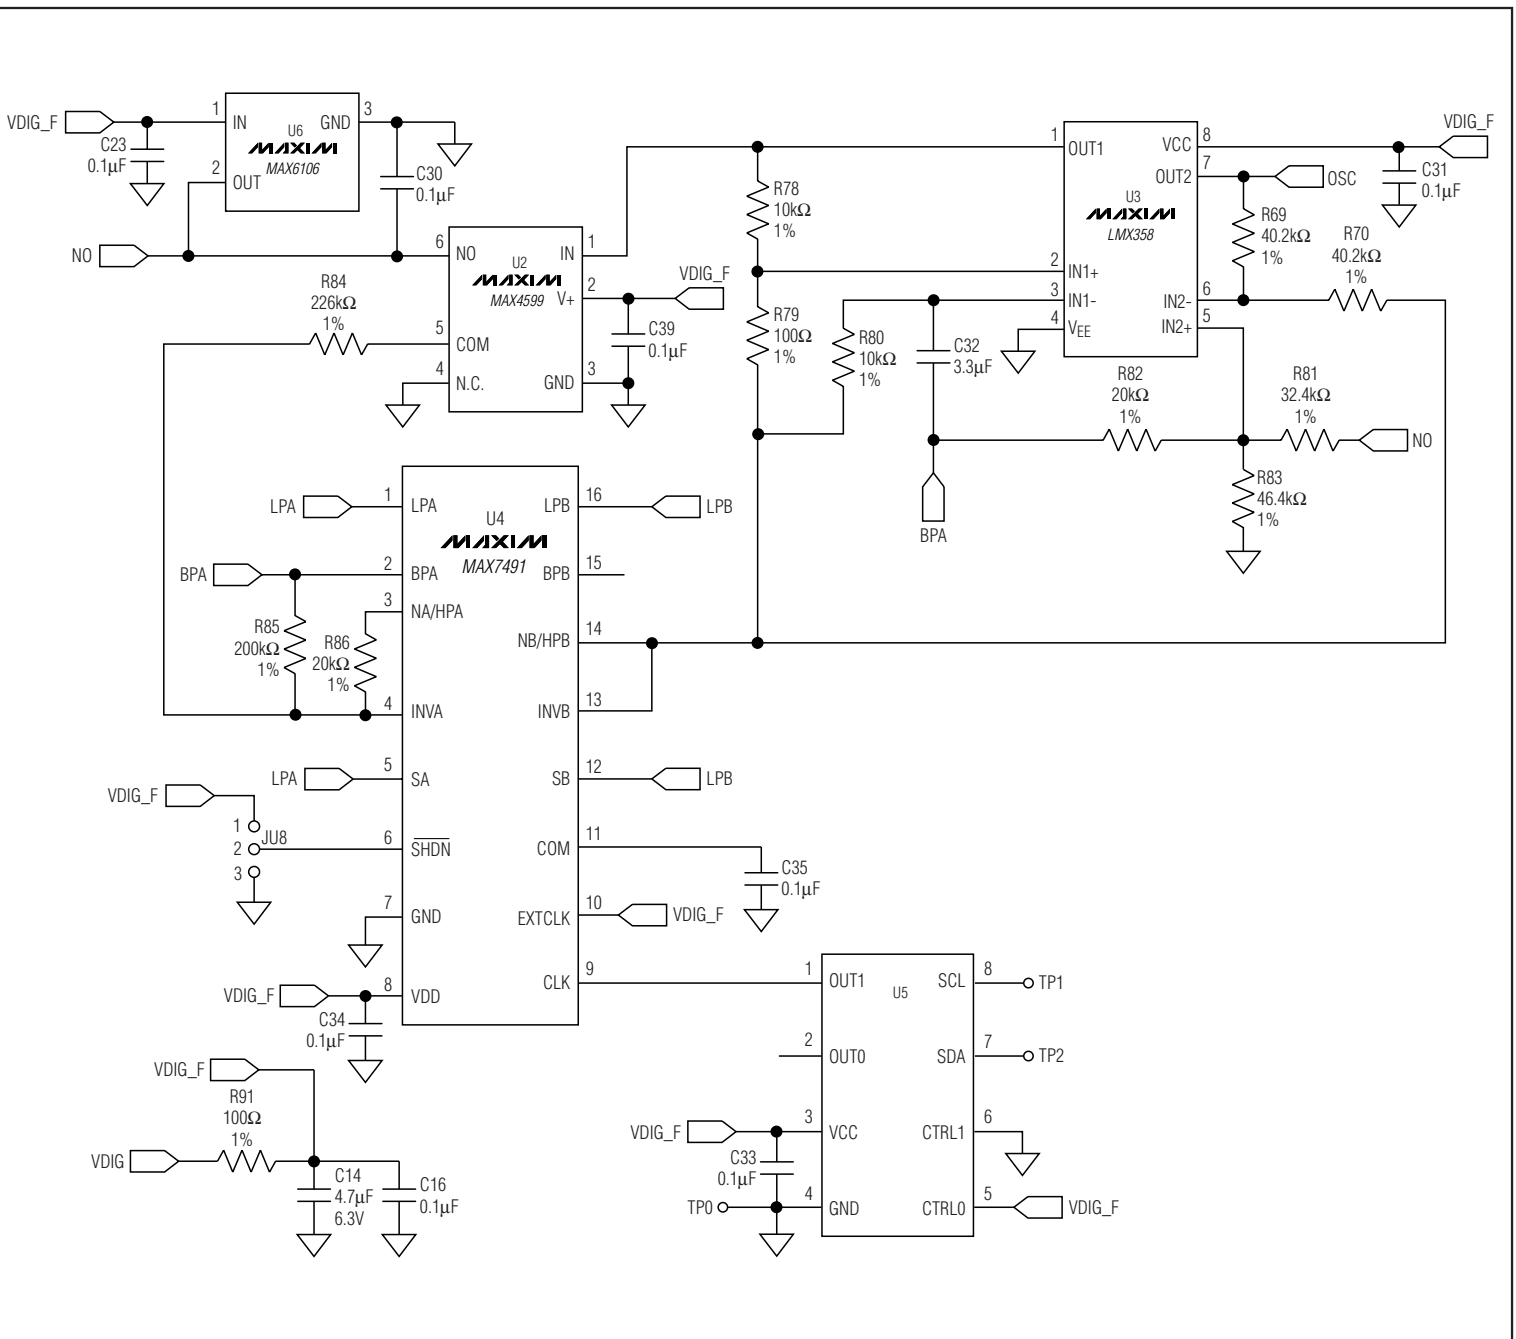 VDIG_F
1
IN
GND
3
U6
MAXIM
MAX6106
2
OUT
C23
0.1µF
C30
0.1µF
NO
6
NO
IN
1
U2
MAXIM
MAX4599
V+
2
VDIG_F
R84
226kΩ
1%
5
COM
4
N.C.
GND
3
C39
0.1µF
R78
10kΩ
1%
R79
100Ω
1%
R80
10kΩ
1%
C32
3.3µF
1
OUT1
VCC
8
VDIG_F
OUT2
7
OSC
C31
0.1µF
U3
MAXIM
LMX358
R69
40.2kΩ
1%
R70
40.2kΩ
1%
2
IN1+
3
IN1-
IN2-
6
4
VEE
IN2+
5
R82
20kΩ
1%
R81
32.4kΩ
1%
NO
R83
46.4kΩ
1%
BPA
LPA
1
LPA
LPB
16
LPB
U4
MAXIM
MAX7491
BPA
2
BPA
BPB
15
3
NA/HPA
R85
200kΩ
1%
R86
20kΩ
1%
NB/HPB
14
4
INVA
INVB
13
LPA
5
SA
SB
12
LPB
VDIG_F
1
JU8
2
3
6
SHDN
COM
11
C35
0.1µF
7
GND
EXTCLK
10
VDIG_F
CLK
9
VDIG_F
8
VDD
C34
0.1µF
1
OUT1
SCL
8
TP1
U5
2
OUT0
SDA
7
TP2
VDIG_F
3
VCC
CTRL1
6
C33
0.1µF
TP0
4
GND
CTRL0
5
VDIG_F
VDIG_F
R91
100Ω
1%
VDIG
C14
4.7µF
6.3V
C16
0.1µF